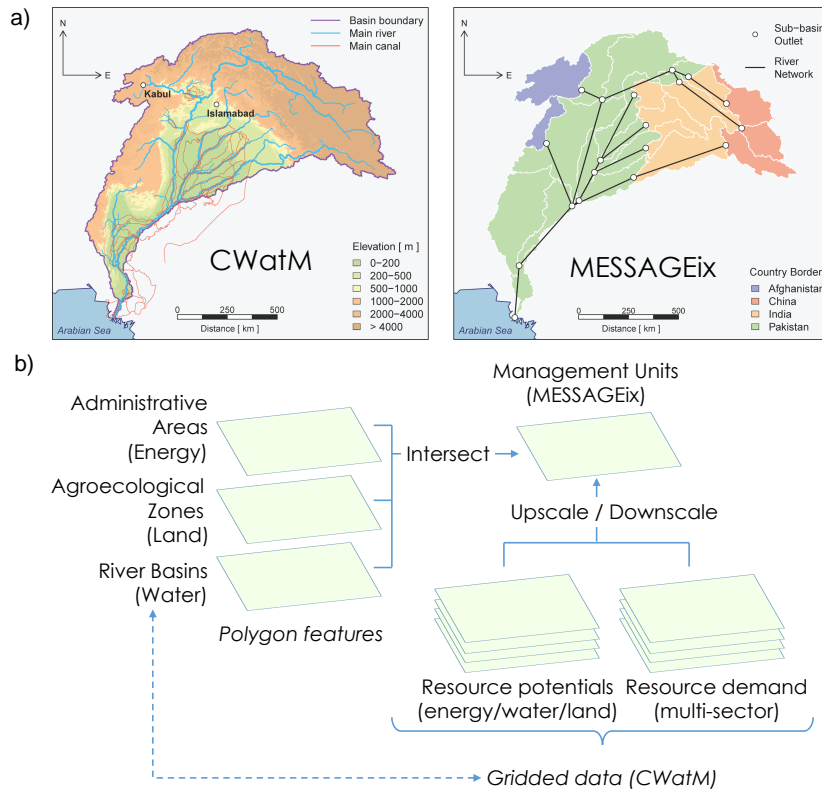 a)
N
E
Basin boundary
Main river
Main canal
Kabul
Islamabad
CWatM
Elevation [ m ]
0−200
200−500
500−1000
1000−2000
2000−4000
> 4000
Arabian Sea
0 250 500
Distance [ km ]
N
E
Sub-basin
Outlet
River
Network
MESSAGEix
Country Border
Afghanistan
China
India
Pakistan
Arabian Sea
0 250 500
Distance [ km ]
b)
Administrative
Areas
(Energy)
Agroecological
Zones
(Land)
River Basins
(Water)
Polygon features
Intersect
Management Units
(MESSAGEix)
Upscale / Downscale
Resource potentials
(energy/water/land)
Resource demand
(multi-sector)
Gridded data (CWatM)